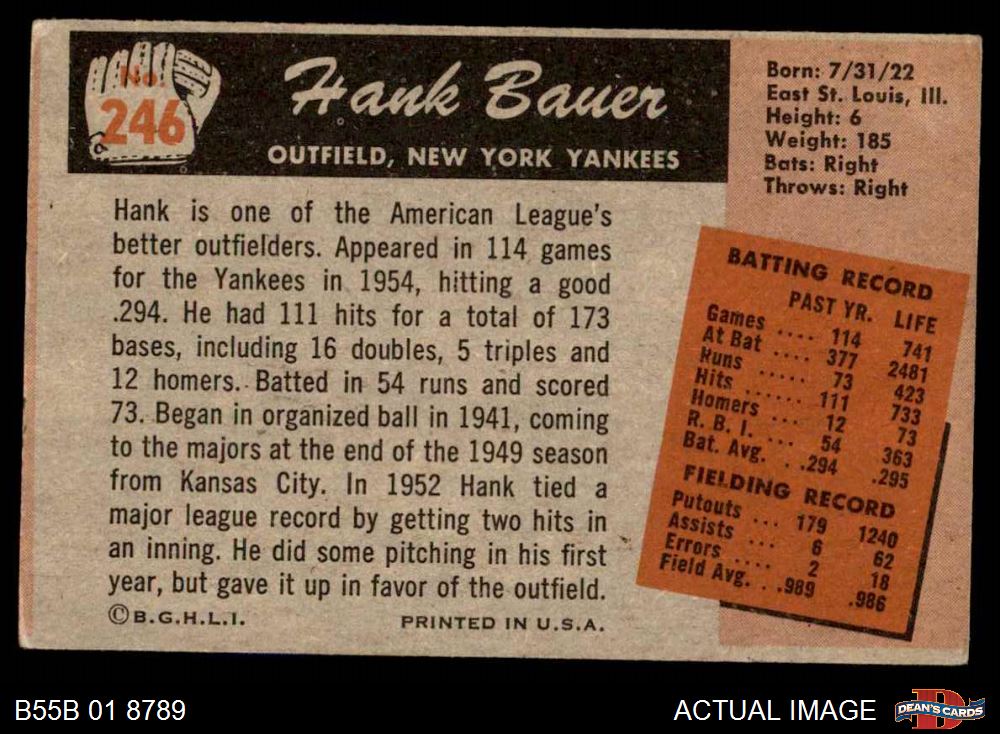 No.
246
Hank Bauer
OUTFIELD, NEW YORK YANKEES
Born: 7/31/22
East St. Louis, Ill.
Height: 6
Weight: 185
Bats: Right
Throws: Right
Hank is one of the American League's
better outfielders. Appeared in 114 games
for the Yankees in 1954, hitting a good
.294. He had 111 hits for a total of 173
bases, including 16 doubles, 5 triples and
12 homers. Batted in 54 runs and scored
73. Began in organized ball in 1941, coming
to the majors at the end of the 1949 season
from Kansas City. In 1952 Hank tied a
major league record by getting two hits in
an inning. He did some pitching in his first
year, but gave it up in favor of the outfield.
©B.G.H.L.I. PRINTED IN U.S.A.
BATTING RECORD
PAST YR. LIFE
Games .... 114 741
At Bat .... 377 2481
Runs ..... 73 423
Hits ...... 111 733
Homers ... 12 73
R. B. I. ... 54 363
Bat. Avg. . .294 .295
FIELDING RECORD
Putouts ... 179 1240
Assists ... 6 62
Errors .... 2 18
Field Avg. . .989 .986
B55B 01 8789 ACTUAL IMAGE DEAN'S CARDS